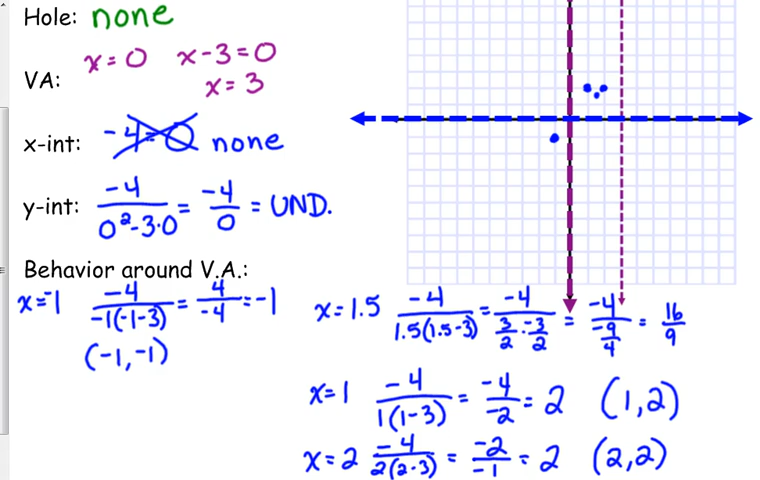 Hole: none
VA: x=0 x-3=0
x=3
x-int: -4=0 none
y-int: -4/(0²-3·0) = -4/0 = UND.
Behavior around V.A.:
x=-1 -4/(-1(-1-3)) = 4/-4 = -1
(-1,-1)
x=1.5 -4/(1.5(1.5-3)) = -4/(3/2·-3/2) = -4/(-9/4) = 16/9
x=1 -4/(1(1-3)) = -4/-2 = 2 (1,2)
x=2 -4/(2(2-3)) = -2/-1 = 2 (2,2)